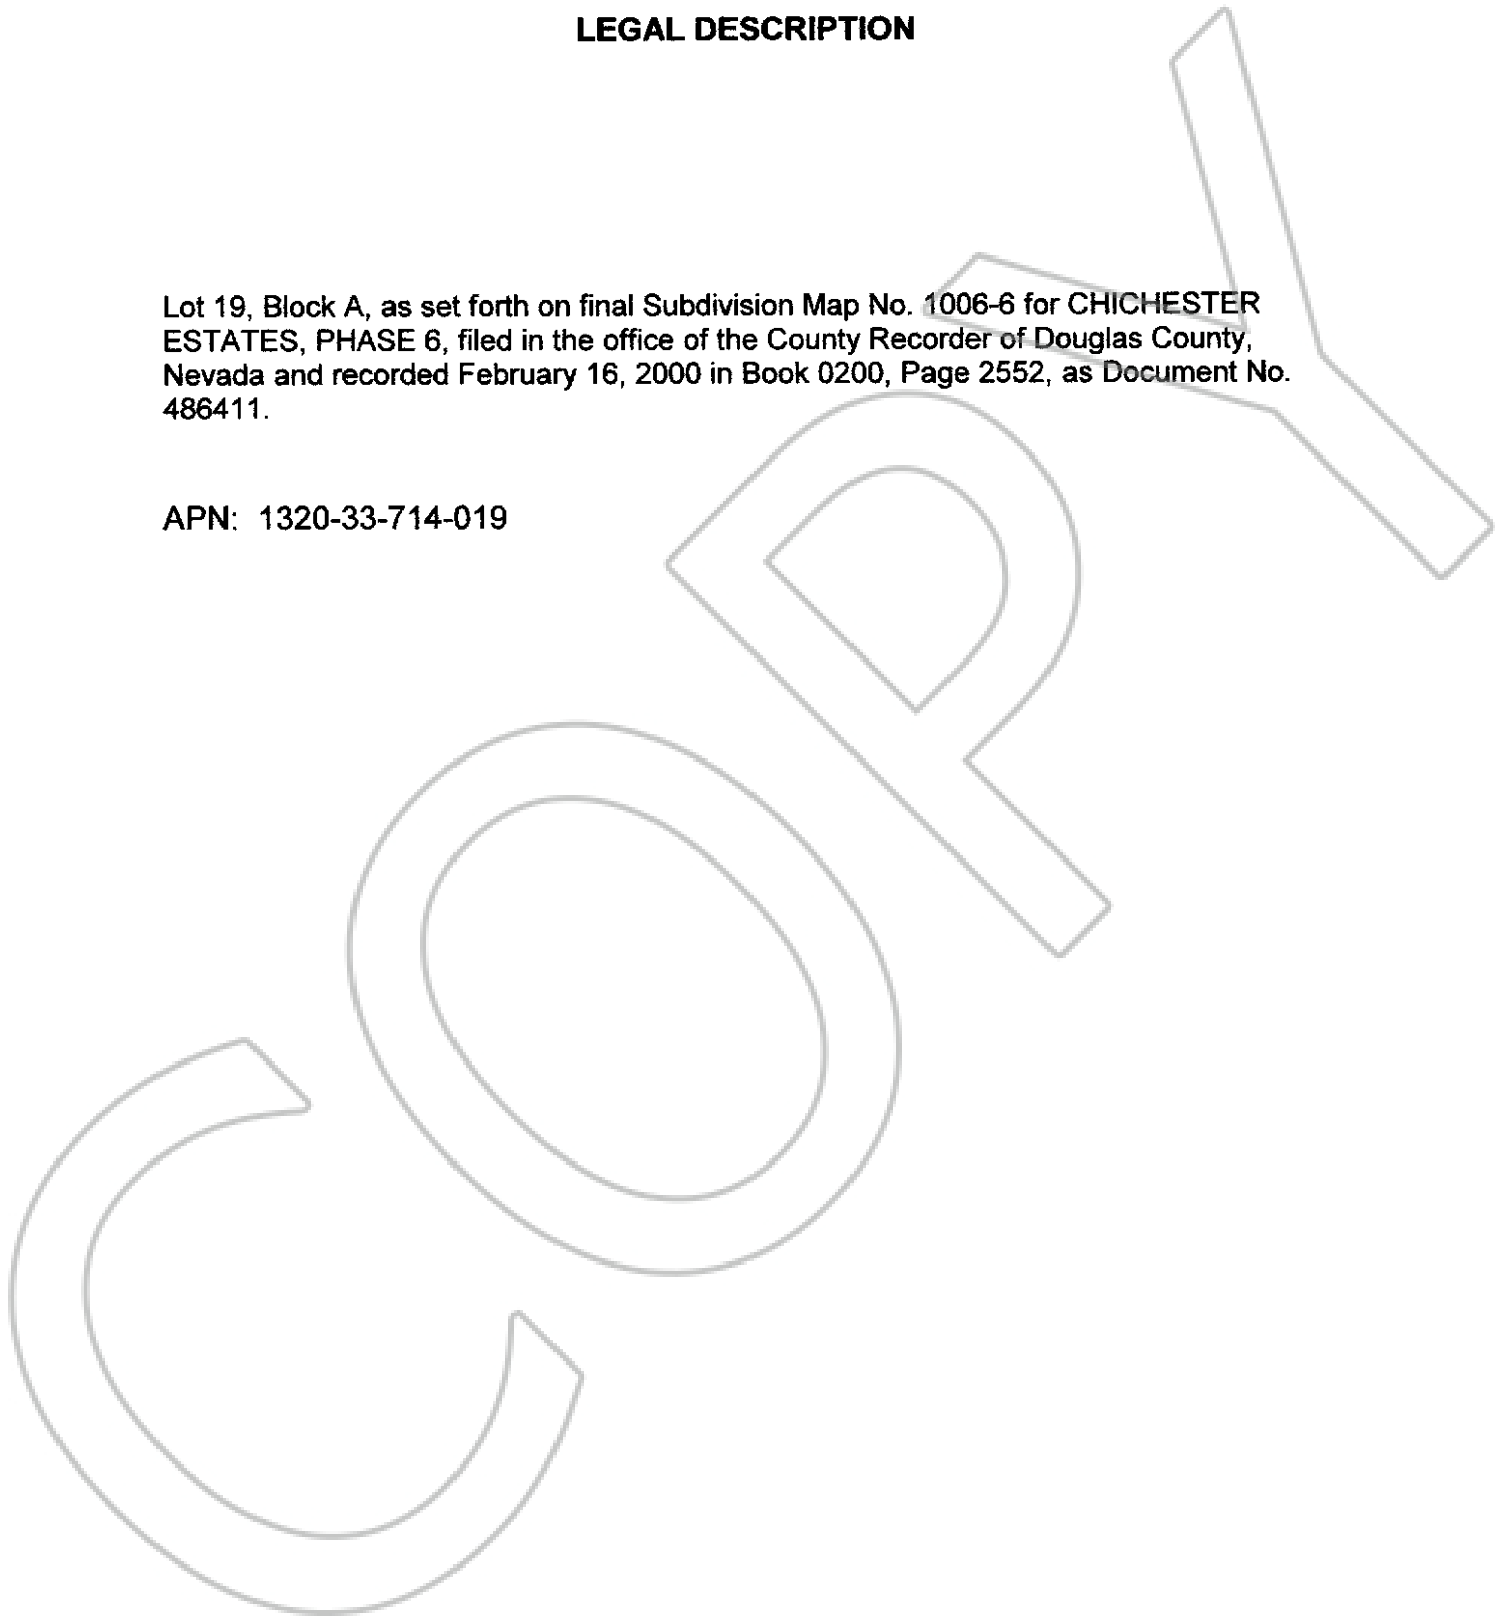 LEGAL DESCRIPTION
Lot 19, Block A, as set forth on final Subdivision Map No. 1006-6 for CHICHESTER
ESTATES, PHASE 6, filed in the office of the County Recorder of Douglas County,
Nevada and recorded February 16, 2000 in Book 0200, Page 2552, as Document No.
486411.
APN: 1320-33-714-019
COPY